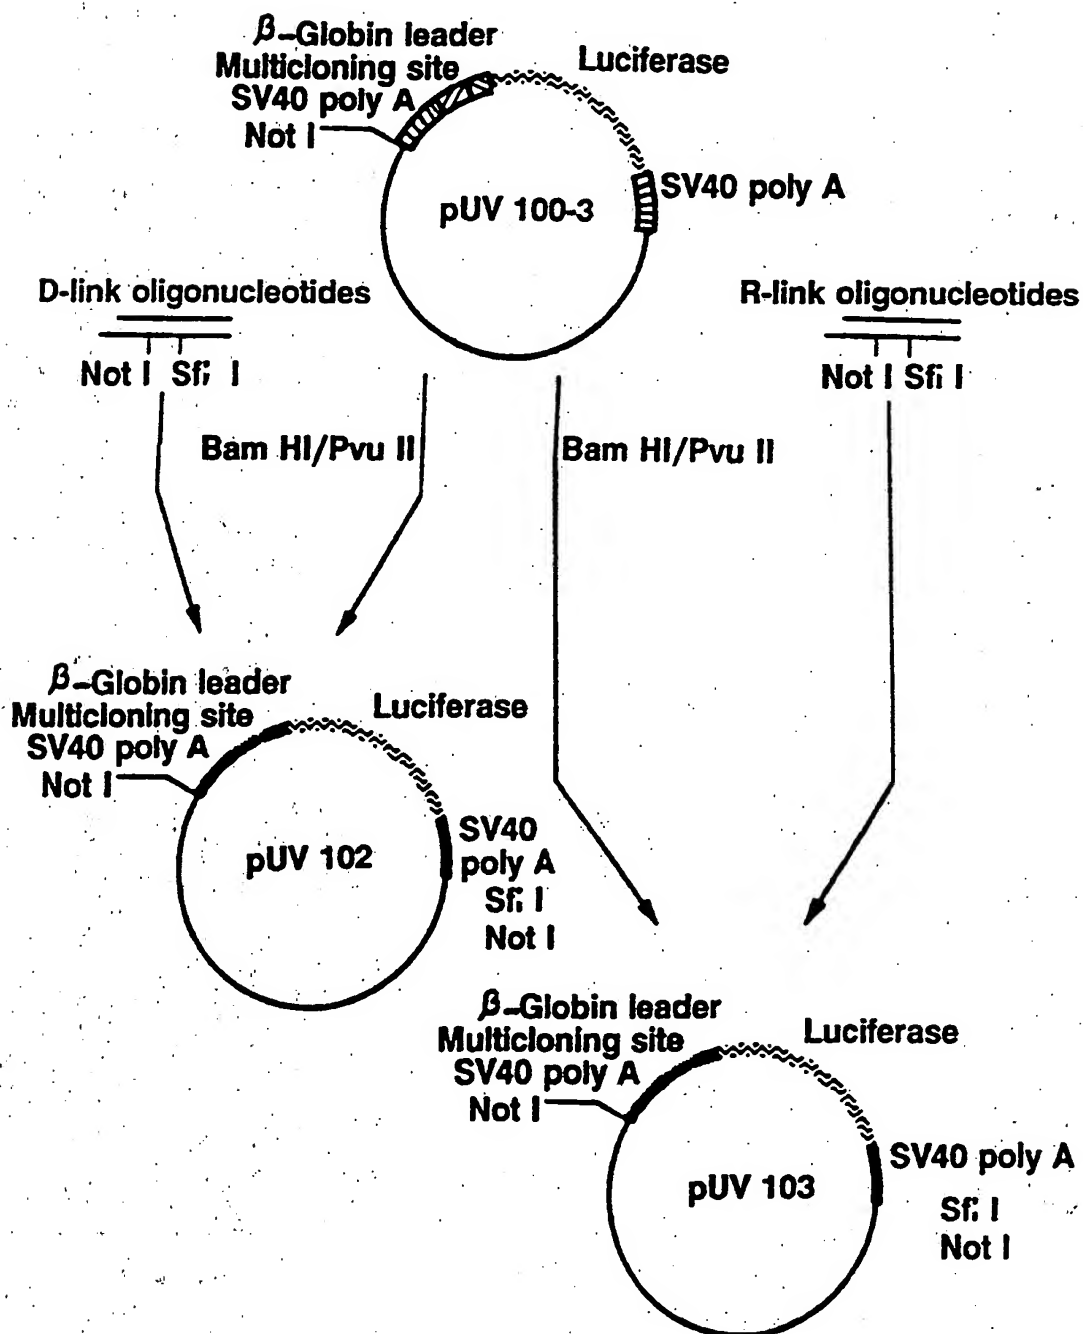 β-Globin leader
Multicloning site
SV40 poly A
Not I
Luciferase
SV40 poly A
pUV 100-3
D-link oligonucleotides
Not I Sfi I
R-link oligonucleotides
Not I Sfi I
Bam HI/Pvu II
Bam HI/Pvu II
β-Globin leader
Multicloning site
SV40 poly A
Not I
Luciferase
pUV 102
SV40
poly A
Sfi I
Not I
β-Globin leader
Multicloning site
SV40 poly A
Not I
Luciferase
pUV 103
SV40 poly A
Sfi I
Not I